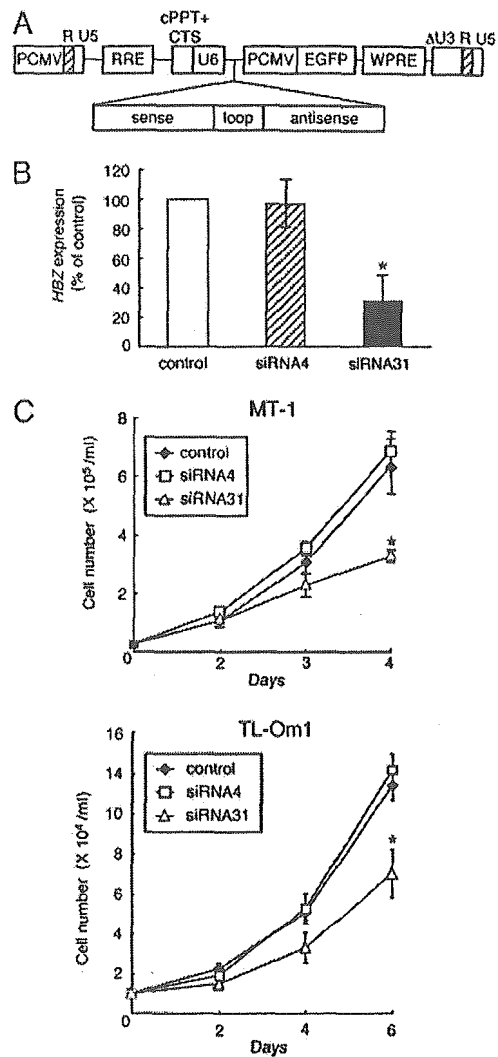 A
cPPT+
CTS
R U5
ΔU3 R U5
PCMV RRE U6 PCMV EGFP WPRE
sense loop antisense
B
HBZ expression
(% of control)
120
100
80
60
40
20
0
*
control siRNA4 siRNA31
C
MT-1
Cell number (X 10⁵ /ml)
8
6
4
2
0
control
siRNA4
siRNA31
*
2 3 4
Days
TL-Om1
Cell number (X 10⁴ /ml)
16
14
8
6
4
2
0
control
siRNA4
siRNA31
*
2 4 6
Days